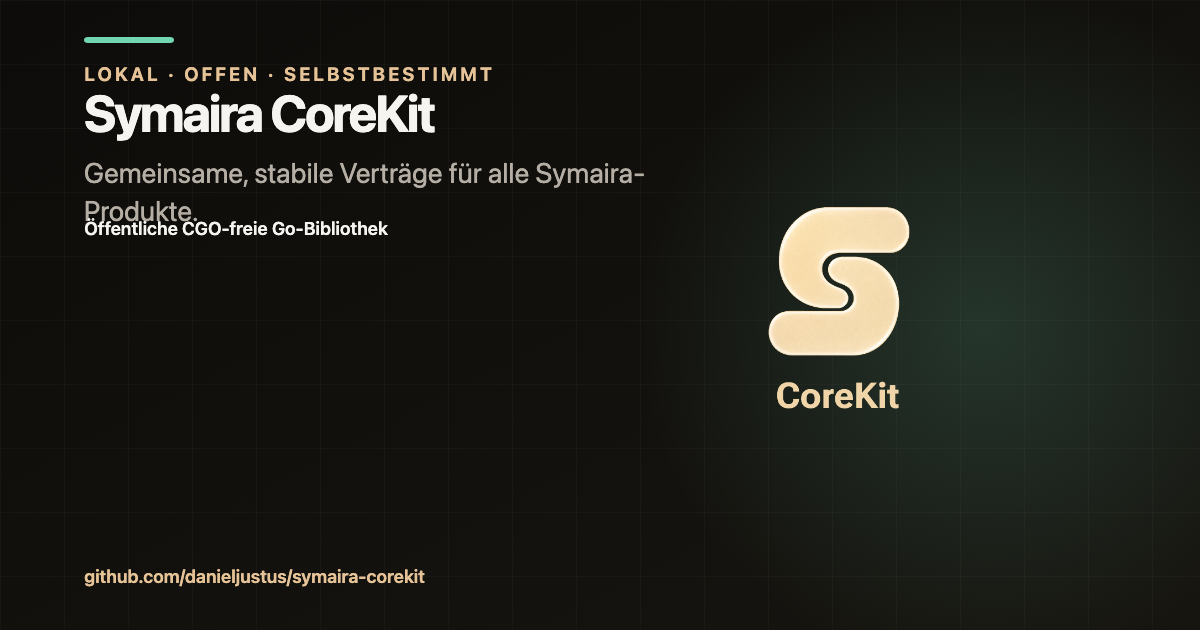 LOKAL · OFFEN · SELBSTBESTIMMT
Symaira CoreKit
Gemeinsame, stabile Verträge für alle Symaira-
Produkte.
Öffentliche CGO-freie Go-Bibliothek
CoreKit
github.com/danieljustus/symaira-corekit